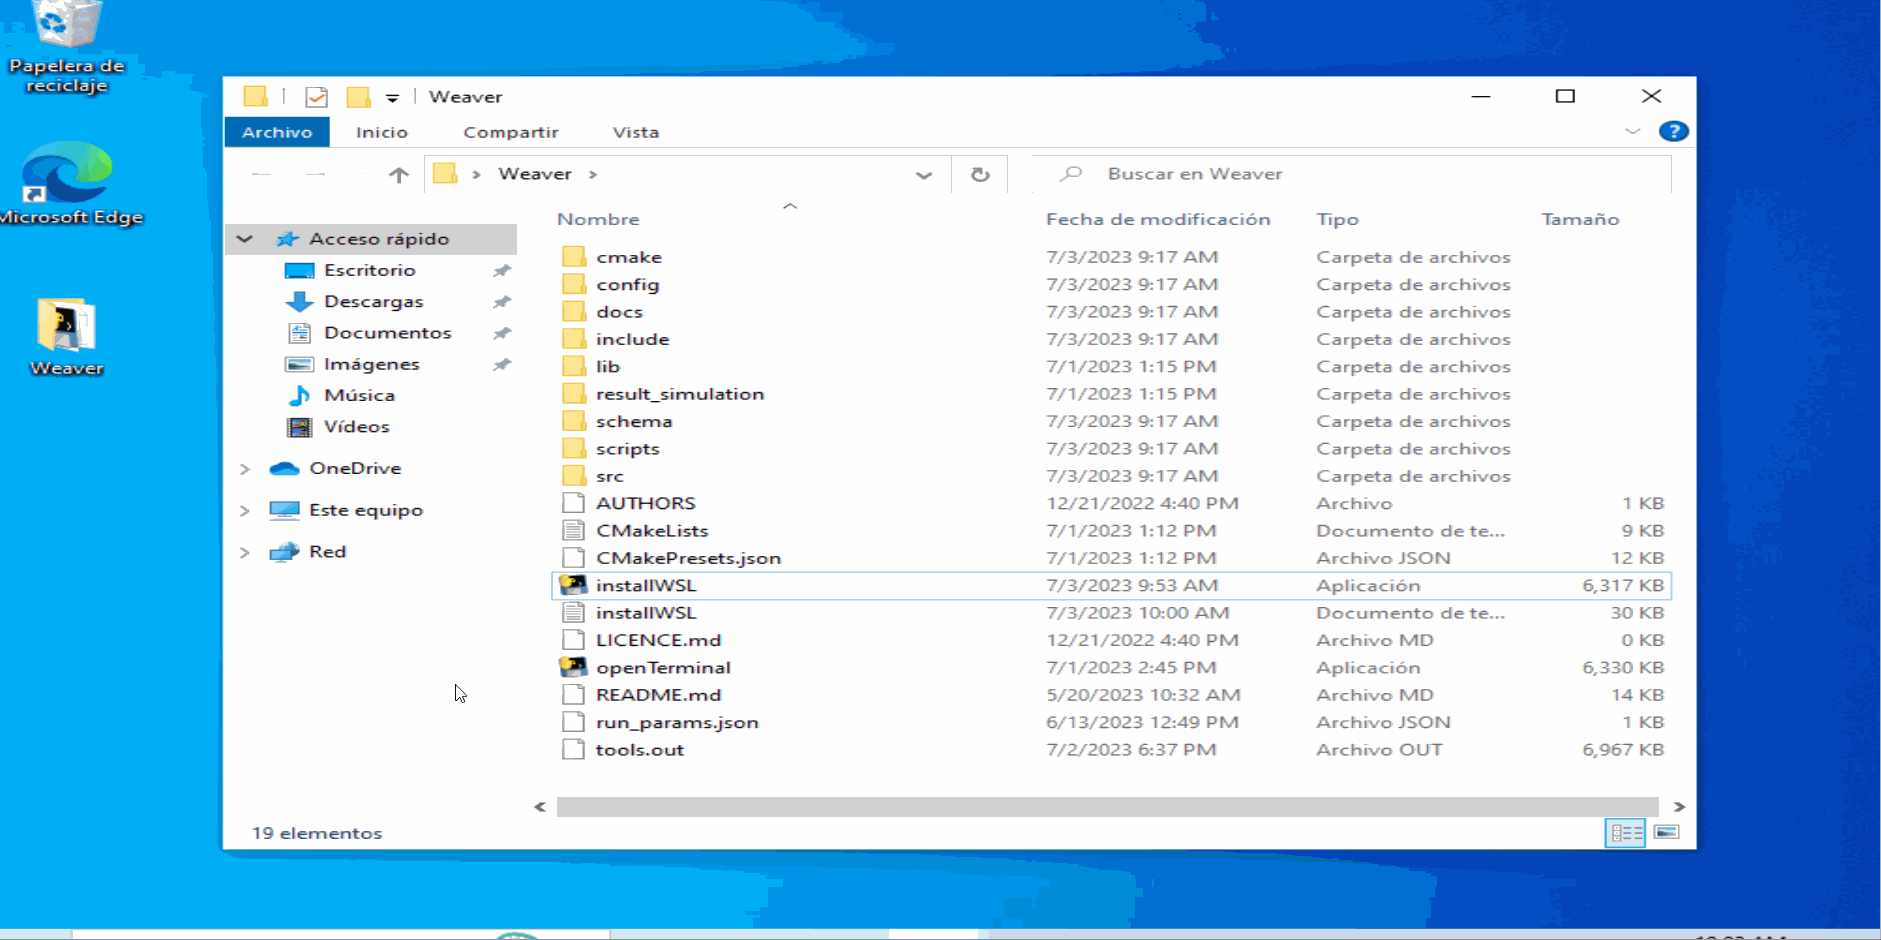 Papelera de
reciclaje
Microsoft Edge
Weaver
Weaver
Archivo Inicio Compartir Vista
Weaver
Buscar en Weaver
Nombre Fecha de modificación Tipo Tamaño
Acceso rápido
Escritorio
Descargas
Documentos
Imágenes
Música
Vídeos
OneDrive
Este equipo
Red
cmake 7/3/2023 9:17 AM Carpeta de archivos
config 7/3/2023 9:17 AM Carpeta de archivos
docs 7/3/2023 9:17 AM Carpeta de archivos
include 7/3/2023 9:17 AM Carpeta de archivos
lib 7/1/2023 1:15 PM Carpeta de archivos
result_simulation 7/1/2023 1:15 PM Carpeta de archivos
schema 7/3/2023 9:17 AM Carpeta de archivos
scripts 7/3/2023 9:17 AM Carpeta de archivos
src 7/3/2023 9:17 AM Carpeta de archivos
AUTHORS 12/21/2022 4:40 PM Archivo 1 KB
CMakeLists 7/1/2023 1:12 PM Documento de te... 9 KB
CMakePresets.json 7/1/2023 1:12 PM Archivo JSON 12 KB
installWSL 7/3/2023 9:53 AM Aplicación 6,317 KB
installWSL 7/3/2023 10:00 AM Documento de te... 30 KB
LICENCE.md 12/21/2022 4:40 PM Archivo MD 0 KB
openTerminal 7/1/2023 2:45 PM Aplicación 6,330 KB
README.md 5/20/2023 10:32 AM Archivo MD 14 KB
run_params.json 6/13/2023 12:49 PM Archivo JSON 1 KB
tools.out 7/2/2023 6:37 PM Archivo OUT 6,967 KB
19 elementos